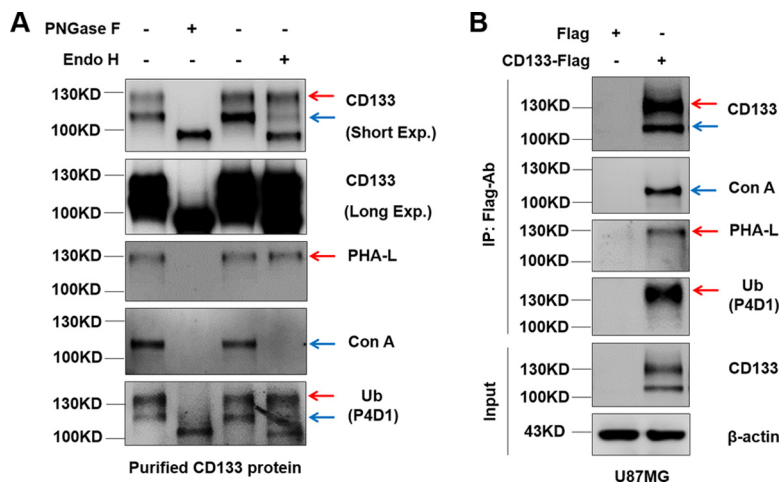 A
PNGase F - + - -
Endo H - - - +
130KD
100KD
CD133
(Short Exp.)
100KD
CD133
(Long Exp.)
130KD
100KD
PHA-L
130KD
100KD
Con A
130KD
100KD
Ub
(P4D1)
Purified CD133 protein
B
Flag + -
CD133-Flag - +
IP: Flag-Ab
130KD
100KD
CD133
130KD
100KD
Con A
130KD
100KD
PHA-L
130KD
100KD
Ub
(P4D1)
Input
130KD
100KD
CD133
43KD
β-actin
U87MG